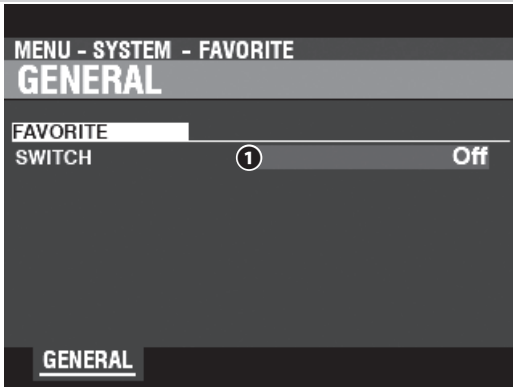 MENU - SYSTEM - FAVORITE
GENERAL
FAVORITE
SWITCH 1 Off
GENERAL